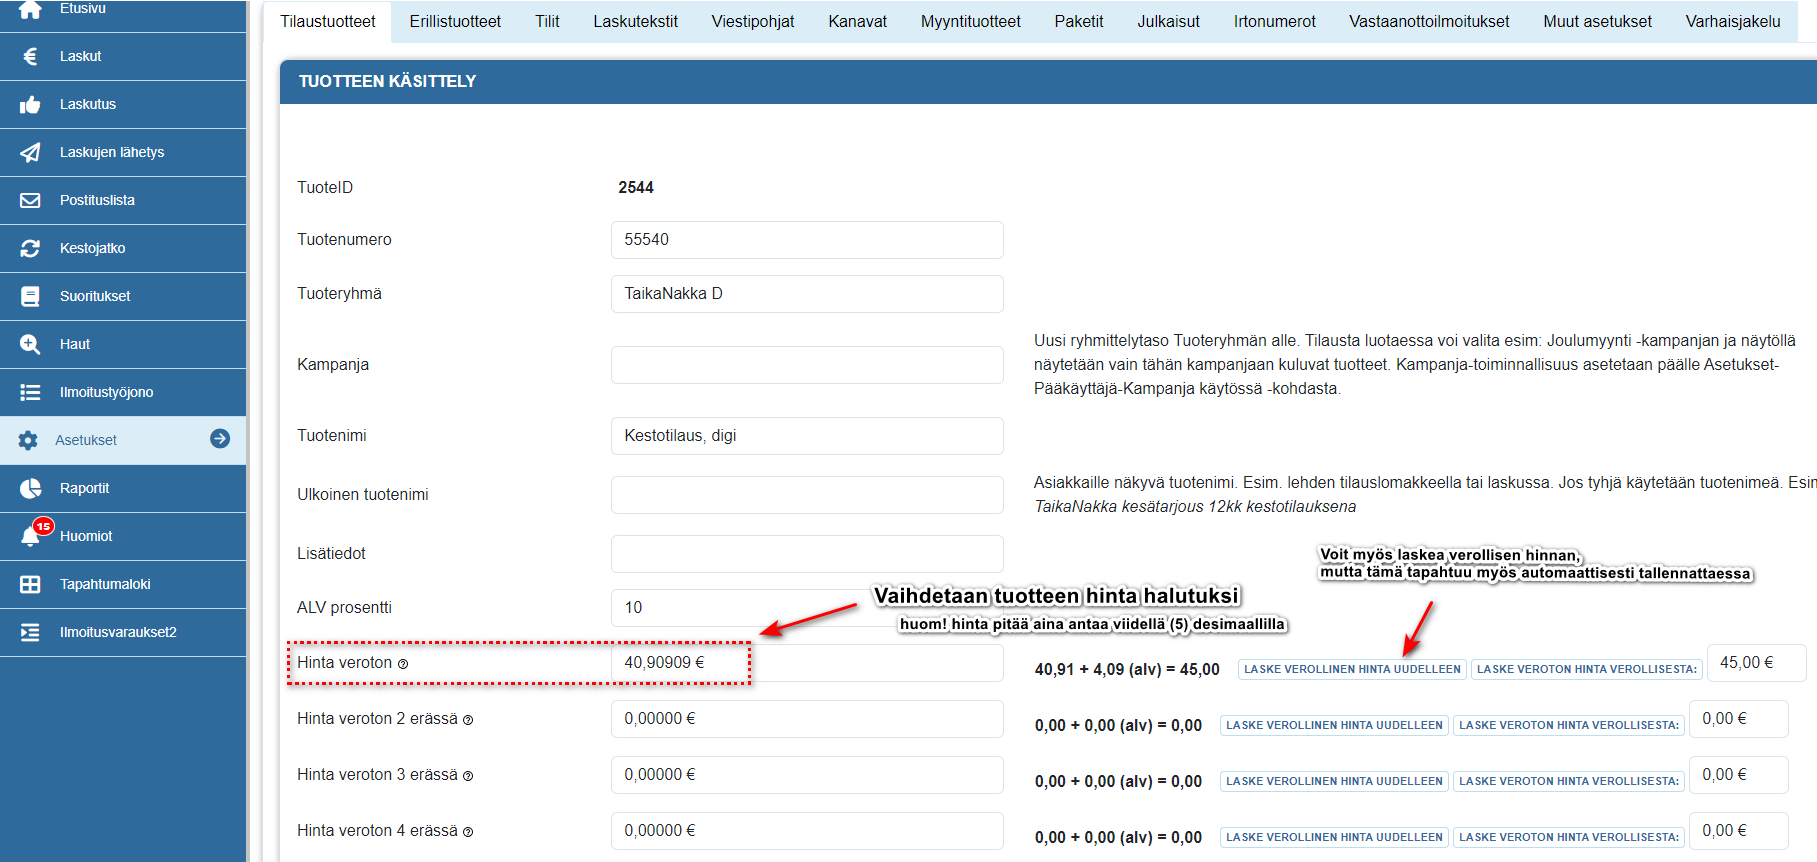 Etusivu
Laskut
Laskutus
Laskujen lähetys
Postituslista
Kestojatko
Suoritukset
Haut
Ilmoitustyöjono
Asetukset
Raportit
15
Huomiot
Tapahtumaloki
Ilmoitusvaraukset2
Tilaustuotteet Erillistuotteet Tilit Laskutekstit Viestipohjat Kanavat Myyntituotteet Paketit Julkaisut Irtonumerot Vastaanottoilmoitukset Muut asetukset Varhaisjakelu
TUOTTEEN KÄSITTELY
TuoteID 2544
Tuotenumero 55540
Tuoteryhmä TaikaNakka D
Kampanja
Uusi ryhmittelytaso Tuoteryhmän alle. Tilausta luotaessa voi valita esim: Joulumyynti -kampanjan ja näytöllä
näytetään vain tähän kampanjaan kuluvat tuotteet. Kampanja-toiminnallisuus asetetaan päälle Asetukset-
Pääkäyttäjä-Kampanja käytössä -kohdasta.
Tuotenimi Kestotilaus, digi
Ulkoinen tuotenimi
Asiakkaille näkyvä tuotenimi. Esim. lehden tilauslomakkeella tai laskussa. Jos tyhjä käytetään tuotenimeä. Esim
TaikaNakka kesätarjous 12kk kestotilauksena
Lisätiedot
Voit myös laskea verollisen hinnan,
mutta tämä tapahtuu myös automaattisesti tallennattaessa
ALV prosentti 10
Vaihdetaan tuotteen hinta halutuksi
huom! hinta pitää aina antaa viidellä (5) desimaallilla
Hinta veroton 40,90909 € 40,91 + 4,09 (alv) = 45,00 LASKE VEROLLINEN HINTA UUDELLEEN LASKE VEROTON HINTA VEROLLISESTA: 45,00 €
Hinta veroton 2 erässä 0,00000 € 0,00 + 0,00 (alv) = 0,00 LASKE VEROLLINEN HINTA UUDELLEEN LASKE VEROTON HINTA VEROLLISESTA: 0,00 €
Hinta veroton 3 erässä 0,00000 € 0,00 + 0,00 (alv) = 0,00 LASKE VEROLLINEN HINTA UUDELLEEN LASKE VEROTON HINTA VEROLLISESTA: 0,00 €
Hinta veroton 4 erässä 0,00000 € 0,00 + 0,00 (alv) = 0,00 LASKE VEROLLINEN HINTA UUDELLEEN LASKE VEROTON HINTA VEROLLISESTA: 0,00 €